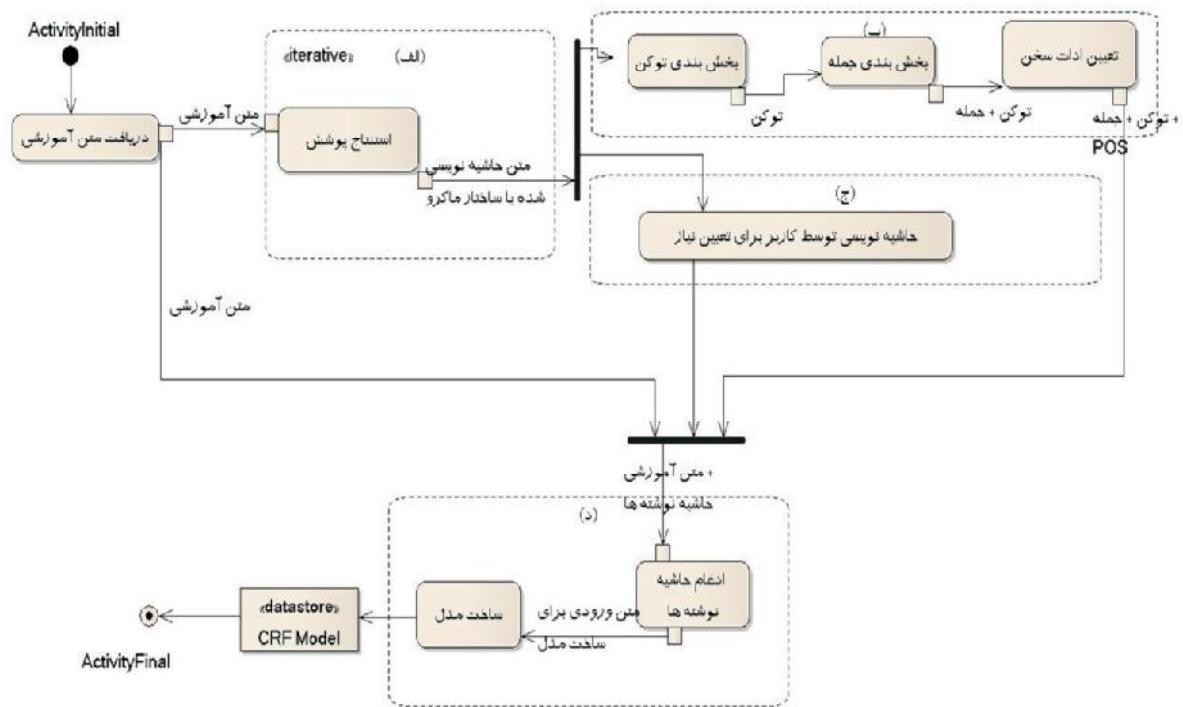 ActivityInitial
دریافت متن آموزشی
متن آموزشی
«iterative»
(الف)
استنتاج پوشش
متن حاشیه نویسی
شده با ساختار ماکرو
(ب)
بخش بندی توکن
توکن
بخش بندی جمله
توکن + جمله
تعیین ادات سخن
توکن + جمله +
POS
(ج)
حاشیه نویسی توسط کاربر برای تعیین نیاز
متن آموزشی
متن آموزشی +
حاشیه نوشته ها
(د)
ادغام حاشیه
نوشته ها
متن ورودی برای
ساخت مدل
ساخت مدل
«datastore»
CRF Model
ActivityFinal